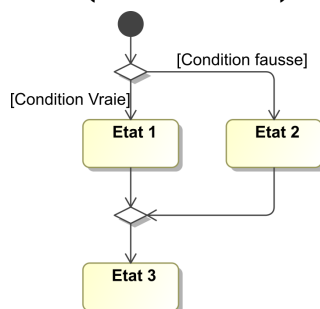 [Condition fausse]
[Condition Vraie]
Etat 1
Etat 2
Etat 3